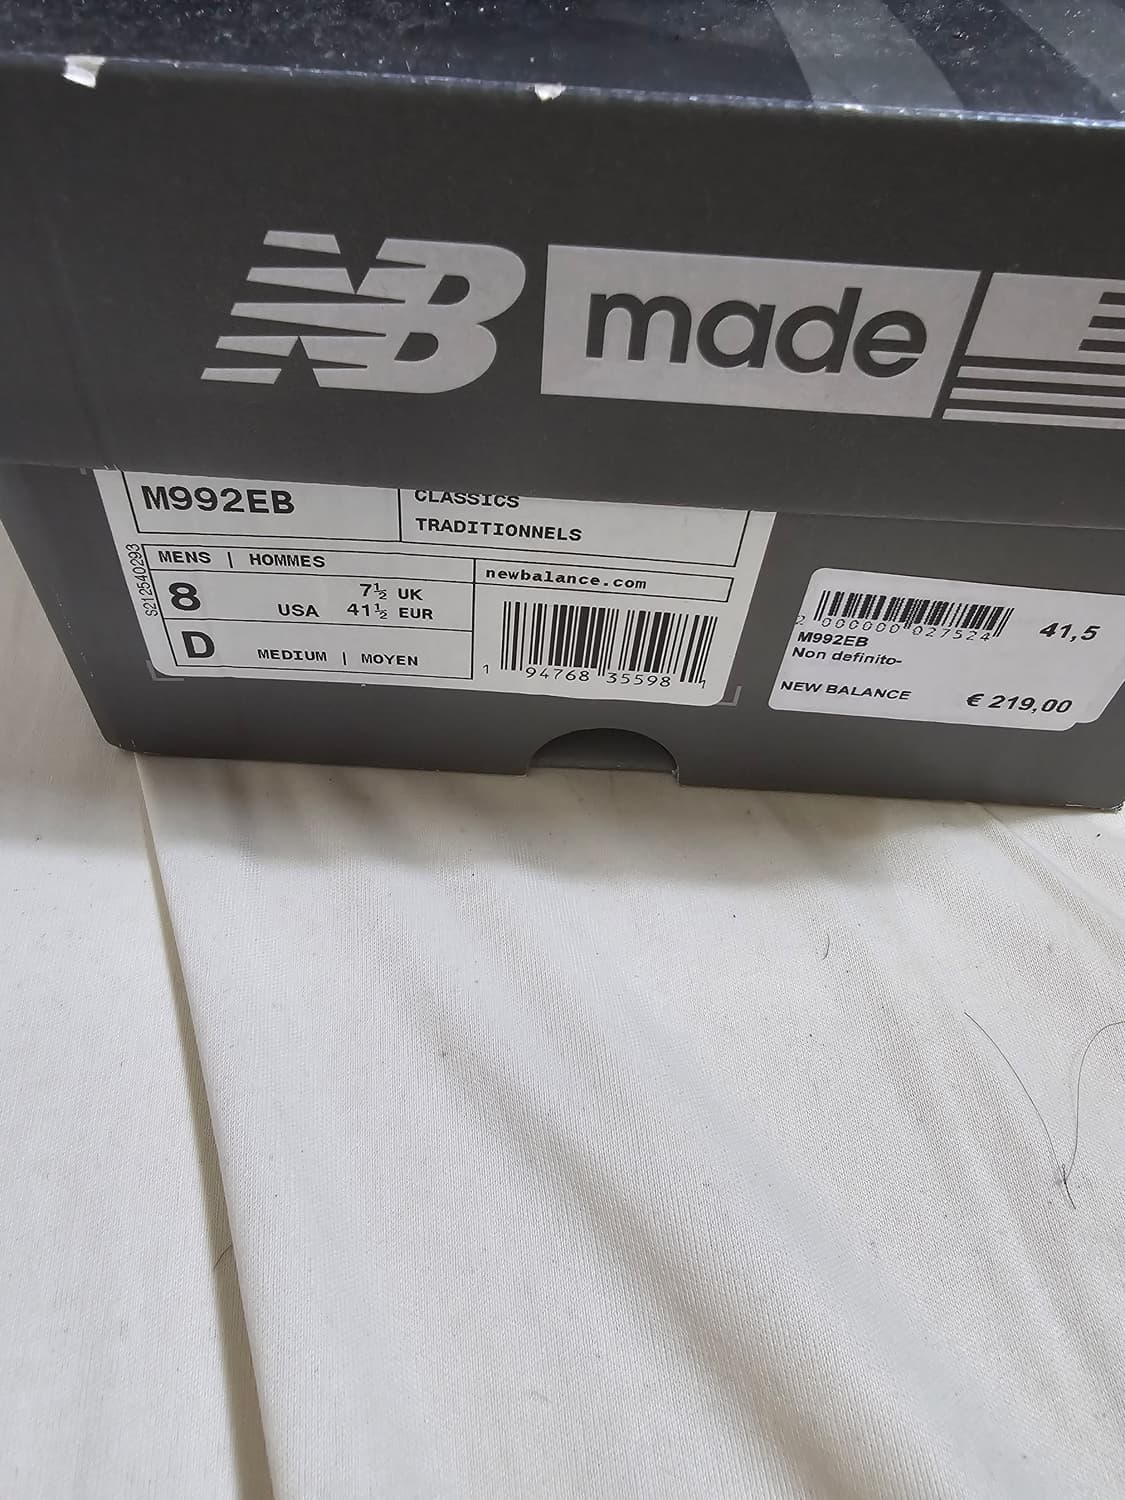 NB made
M992EB
CLASSICS
TRADITIONNELS
MENS | HOMMES
8
USA
7½ UK
41½ EUR
D
MEDIUM | MOYEN
S212540293
newbalance.com
1 94768 35598 1
2 000000 027524
41,5
M992EB
Non definito-
NEW BALANCE
€ 219,00